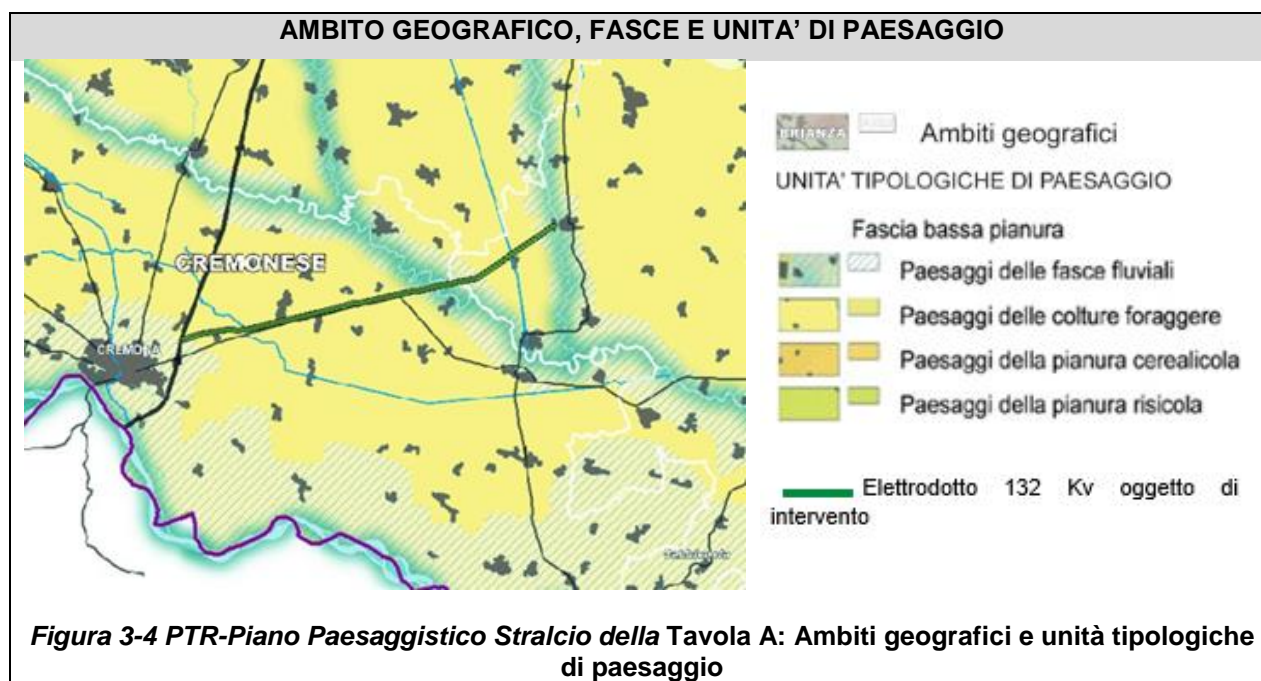 AMBITO GEOGRAFICO, FASCE E UNITA’ DI PAESAGGIO
CREMONESE
CREMONA
BRIANZA
Ambiti geografici
UNITA' TIPOLOGICHE DI PAESAGGIO
Fascia bassa pianura
Paesaggi delle fasce fluviali
Paesaggi delle colture foraggere
Paesaggi della pianura cerealicola
Paesaggi della pianura risicola
Elettrodotto 132 Kv oggetto di
intervento
Figura 3-4 PTR-Piano Paesaggistico Stralcio della Tavola A: Ambiti geografici e unità tipologiche
di paesaggio